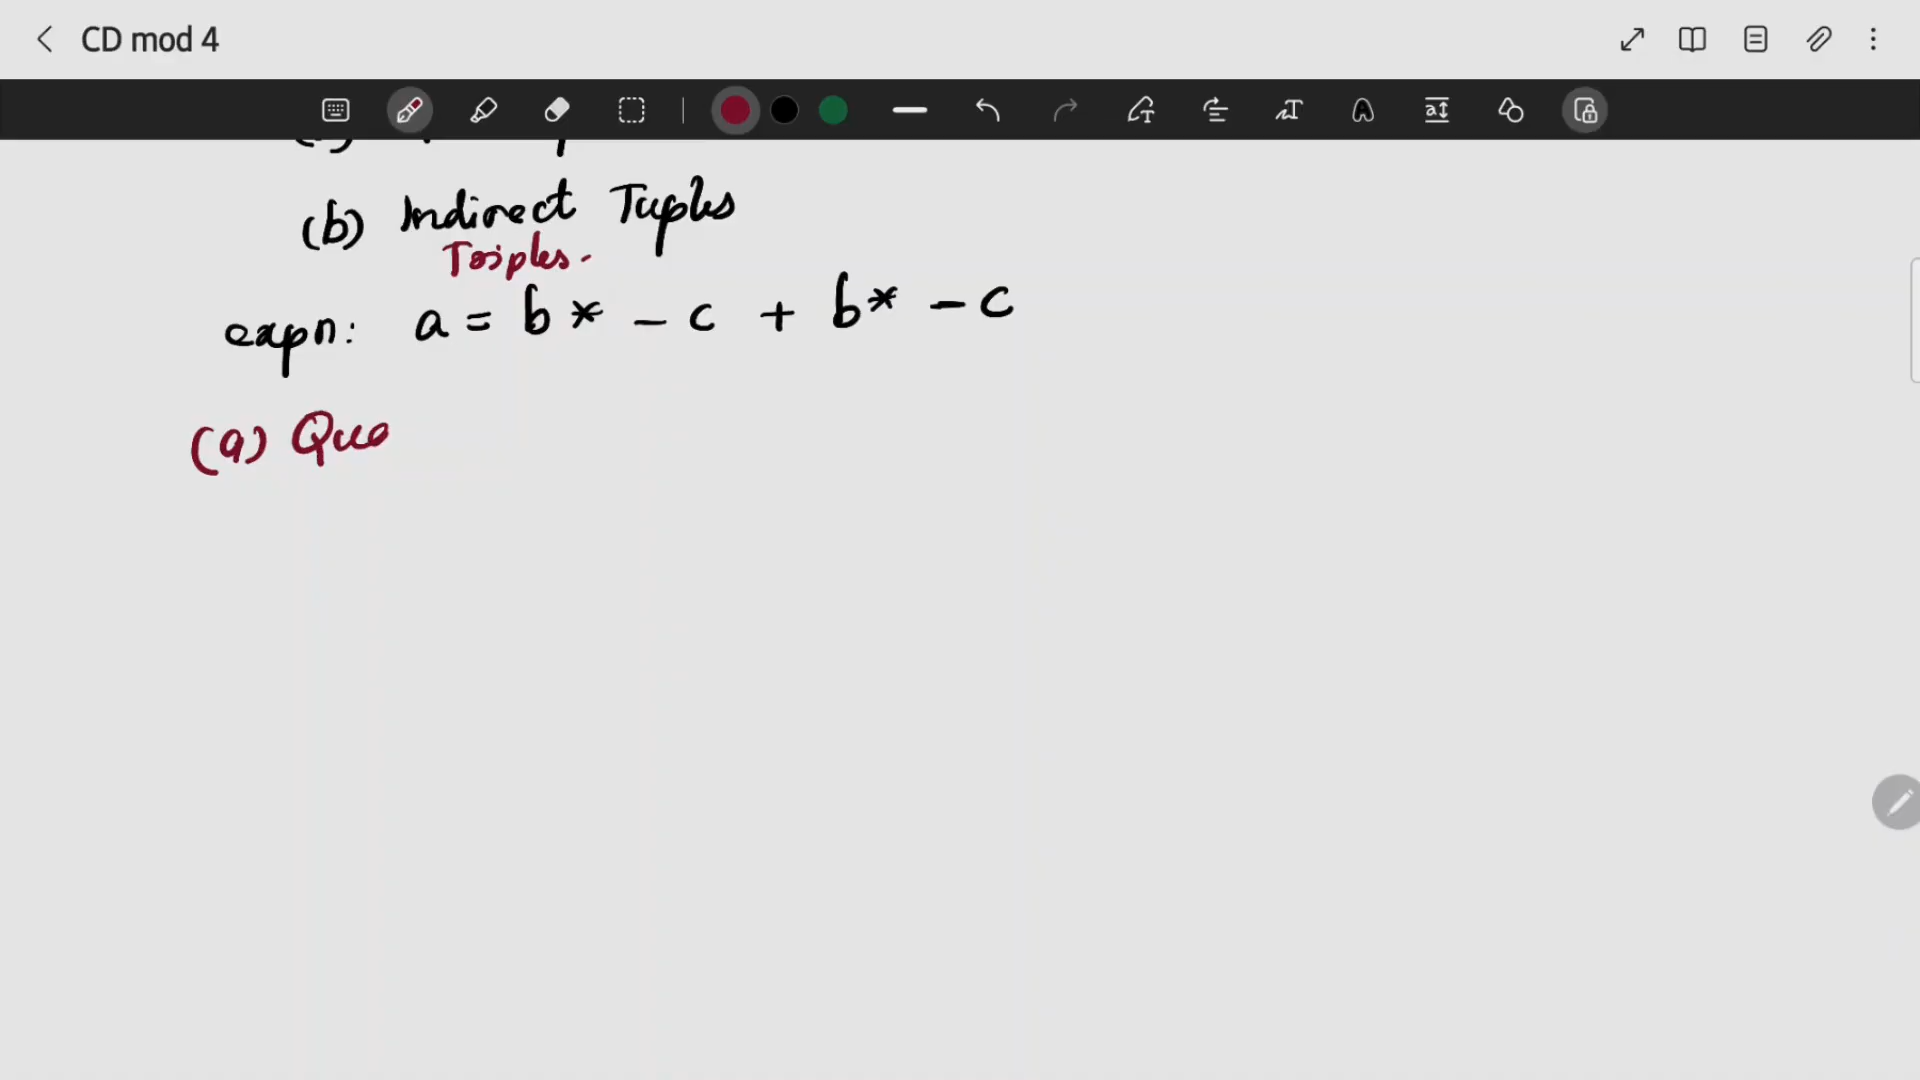 CD mod 4
(b) Indirect Tuples
Triples.
expn: a = b * - c + b * - c
(a) Qua